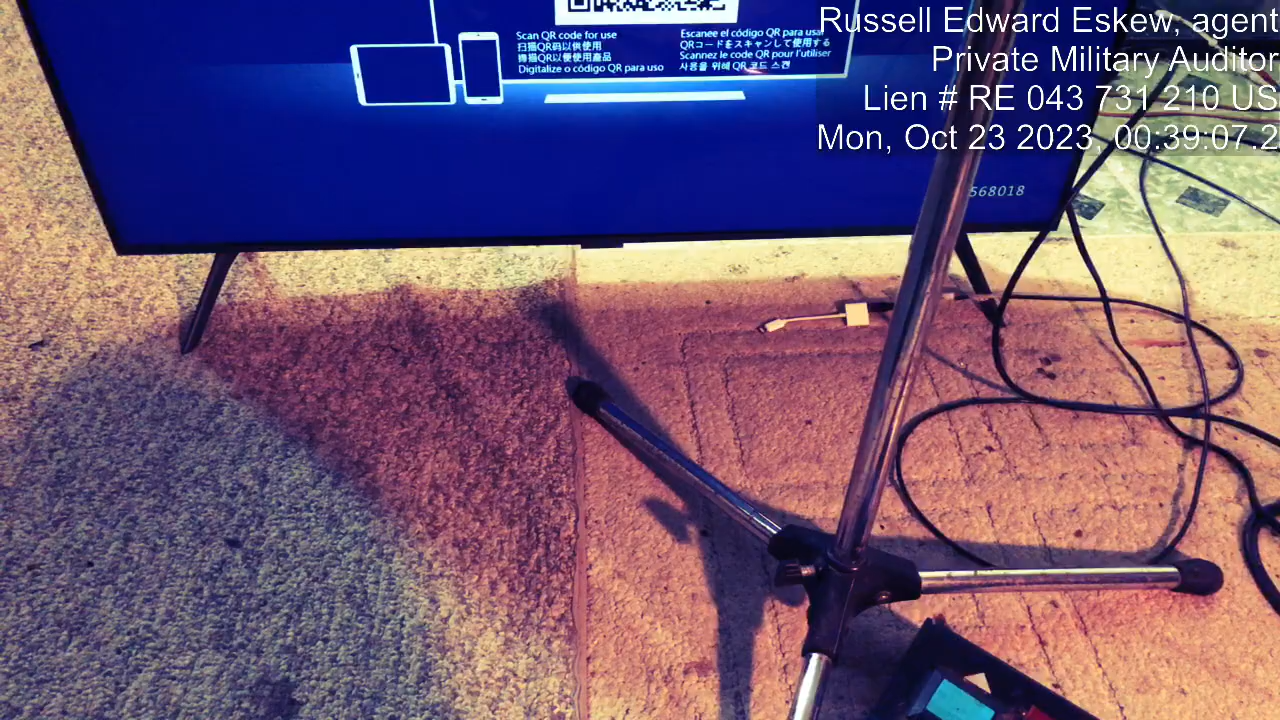 Russell Edward Eskew, agent
Private Military Auditor
Lien # RE 043 731 210 US
Mon, Oct 23 2023, 00:39:07.2
Scan QR code for use
扫描QR码以供使用
掃描QR以便使用產品
Digitalize o código QR para uso
Escanee el código QR para usar
QRコードをスキャンして使用する
Scannez le code QR pour l'utiliser
사용을 위해 QR 코드 스캔
568018